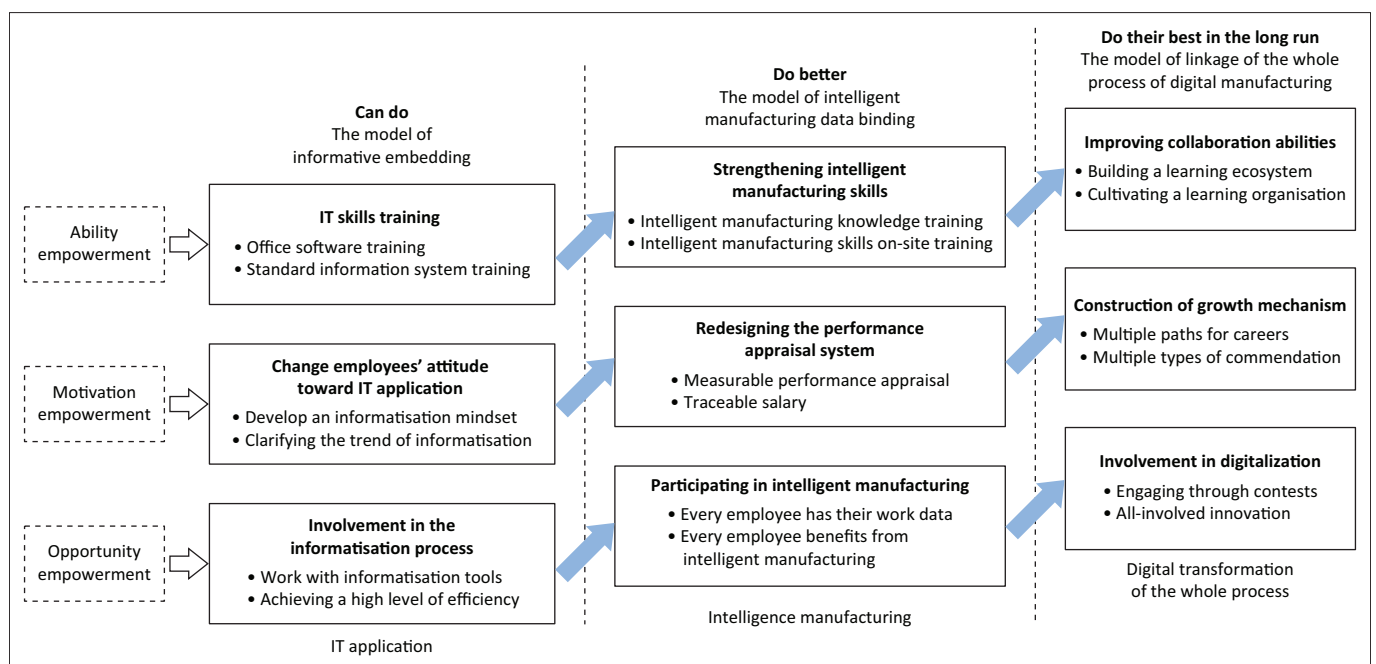 Can do
The model of
informative embedding
Do better
The model of intelligent
manufacturing data binding
Do their best in the long run
The model of linkage of the whole
process of digital manufacturing
Ability
empowerment
IT skills training
• Office software training
• Standard information system training
Strengthening intelligent
manufacturing skills
• Intelligent manufacturing knowledge training
• Intelligent manufacturing skills on-site training
Improving collaboration abilities
• Building a learning ecosystem
• Cultivating a learning organisation
Motivation
empowerment
Change employees’ attitude
toward IT application
• Develop an informatisation mindset
• Clarifying the trend of informatisation
Redesigning the performance
appraisal system
• Measurable performance appraisal
• Traceable salary
Construction of growth mechanism
• Multiple paths for careers
• Multiple types of commendation
Opportunity
empowerment
Involvement in the
informatisation process
• Work with informatisation tools
• Achieving a high level of efficiency
Participating in intelligent manufacturing
• Every employee has their work data
• Every employee benefits from
intelligent manufacturing
Involvement in digitalization
• Engaging through contests
• All-involved innovation
IT application
Intelligence manufacturing
Digital transformation
of the whole process